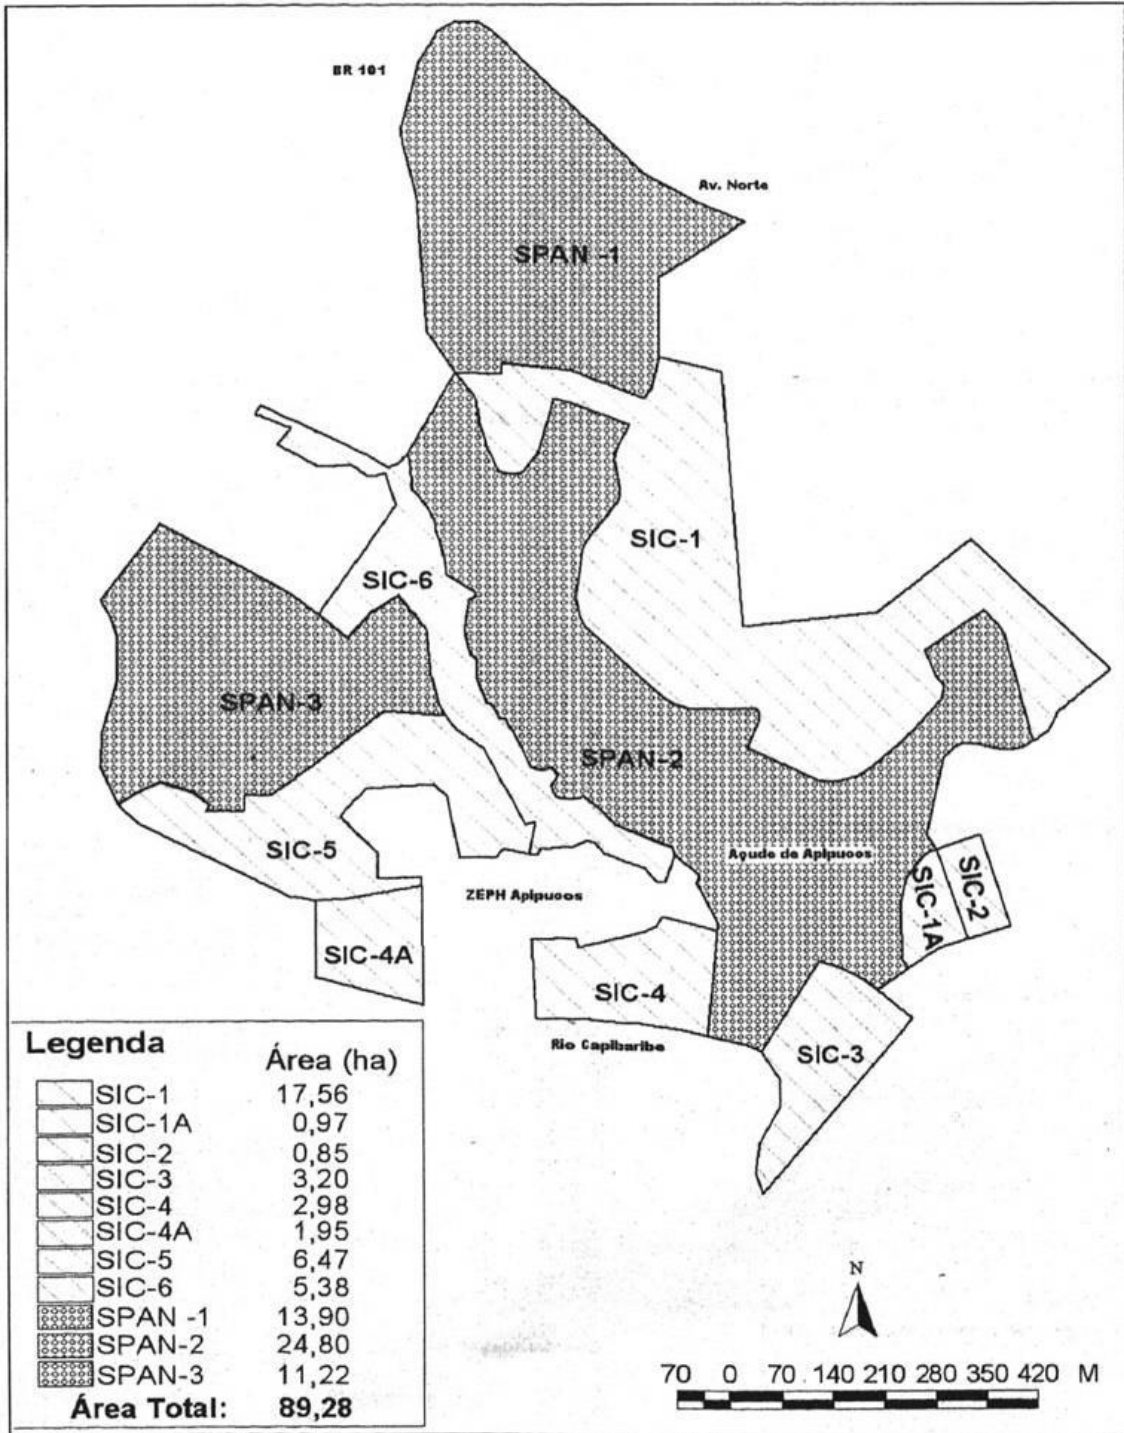 BR 101
Av. Norte
SPAN -1
SIC-1
SIC-6
SPAN-3
SPAN-2
SIC-5
Açude de Apipucos
SIC-1A
SIC-2
ZEPH Apipucos
SIC-4A
SIC-4
Rio Capibaribe
SIC-3
Legenda
Área (ha)
SIC-1 17,56
SIC-1A 0,97
SIC-2 0,85
SIC-3 3,20
SIC-4 2,98
SIC-4A 1,95
SIC-5 6,47
SIC-6 5,38
SPAN -1 13,90
SPAN-2 24,80
SPAN-3 11,22
Área Total: 89,28
N
70 0 70 140 210 280 350 420 M